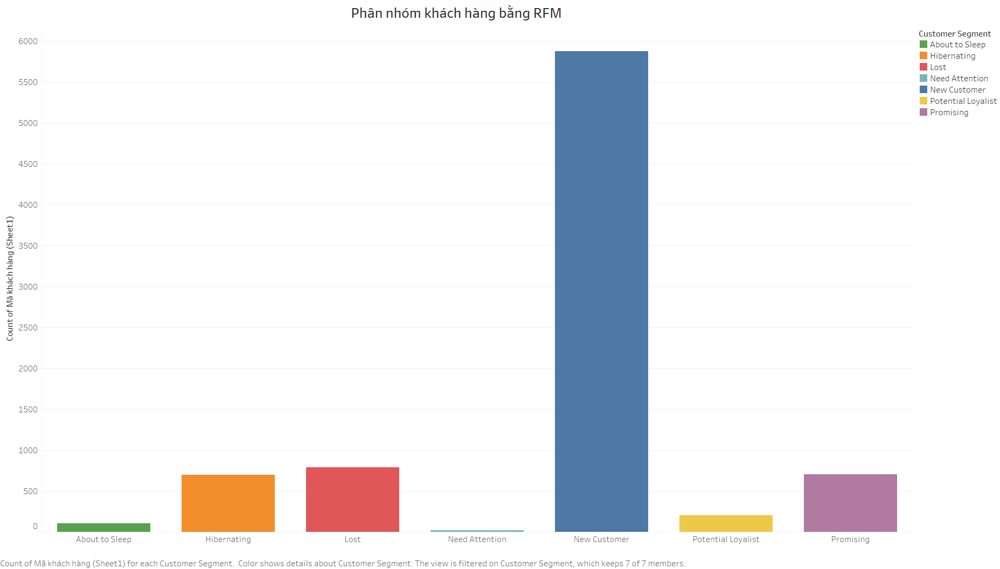 Phân nhóm khách hàng bằng RFM
Customer Segment
About to Sleep
Hibernating
Lost
Need Attention
New Customer
Potential Loyalist
Promising
Count of Mã khách hàng (Sheet1)
6000
5500
5000
4500
4000
3500
3000
2500
2000
1500
1000
500
0
About to Sleep
Hibernating
Lost
Need Attention
New Customer
Potential Loyalist
Promising
Count of Mã khách hàng (Sheet1) for each Customer Segment.  Color shows details about Customer Segment. The view is filtered on Customer Segment, which keeps 7 of 7 members.